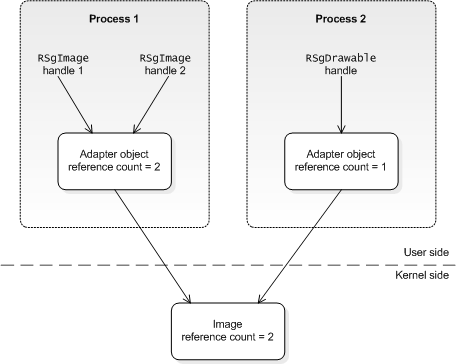 Process 1
Process 2
RSgImage
handle 1
RSgImage
handle 2
RSgDrawable
handle
Adapter object
reference count = 2
Adapter object
reference count = 1
User side
Kernel side
Image
reference count = 2